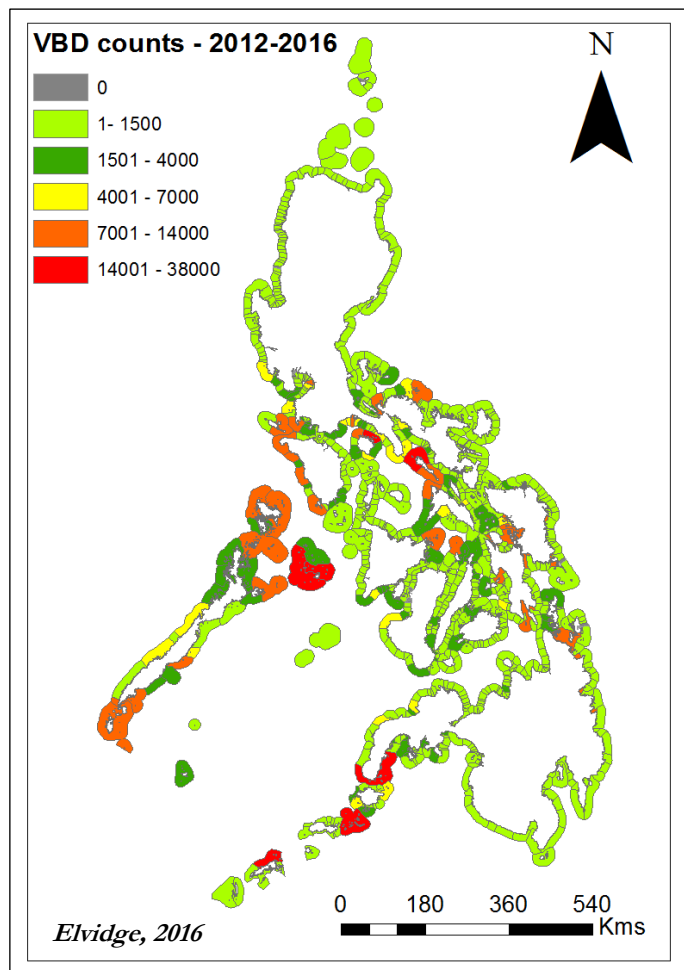 VBD counts - 2012-2016
N
0
1- 1500
1501 - 4000
4001 - 7000
7001 - 14000
14001 - 38000
0 180 360 540
Kms
Elvidge, 2016